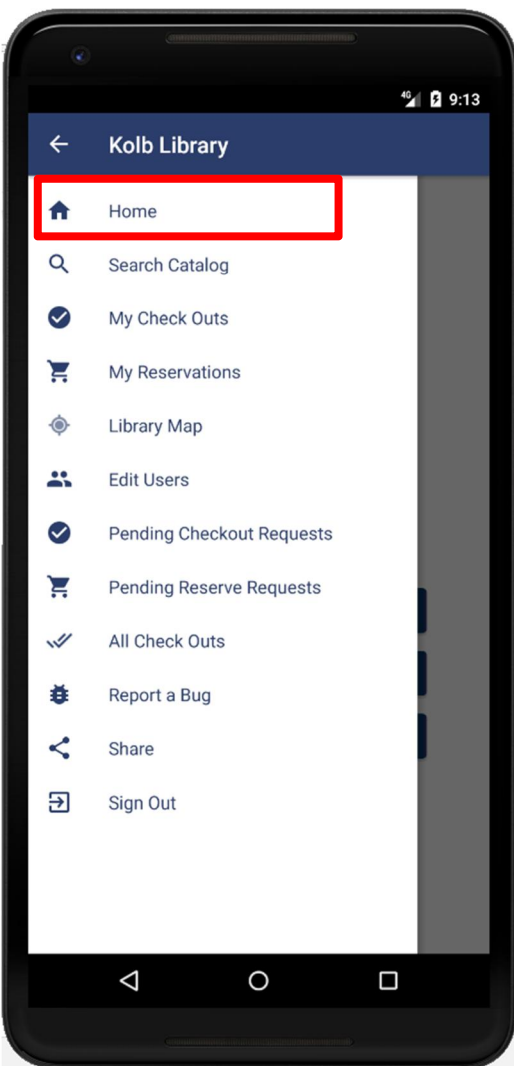 4G 9:13
Kolb Library
Home
Search Catalog
My Check Outs
My Reservations
Library Map
Edit Users
Pending Checkout Requests
Pending Reserve Requests
All Check Outs
Report a Bug
Share
Sign Out